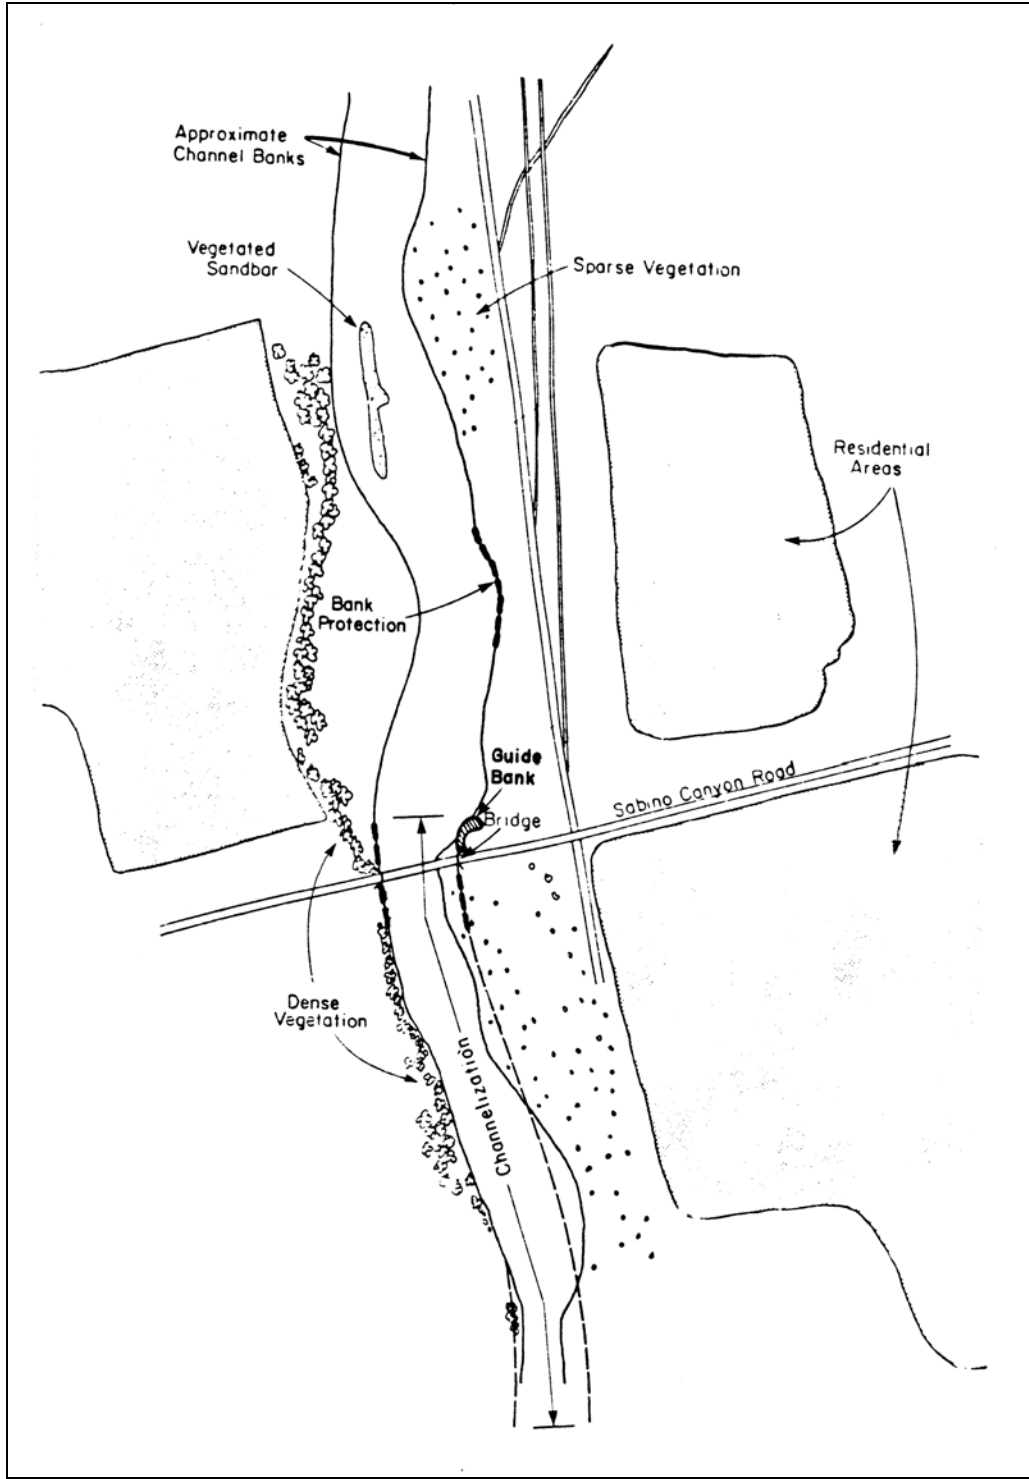 Approximate
Channel Banks
Vegetated
Sandbar
Sparse Vegetation
Residential
Areas
Bank
Protection
Guide
Bank
Bridge
Sabino Canyon Road
Dense
Vegetation
Channelization